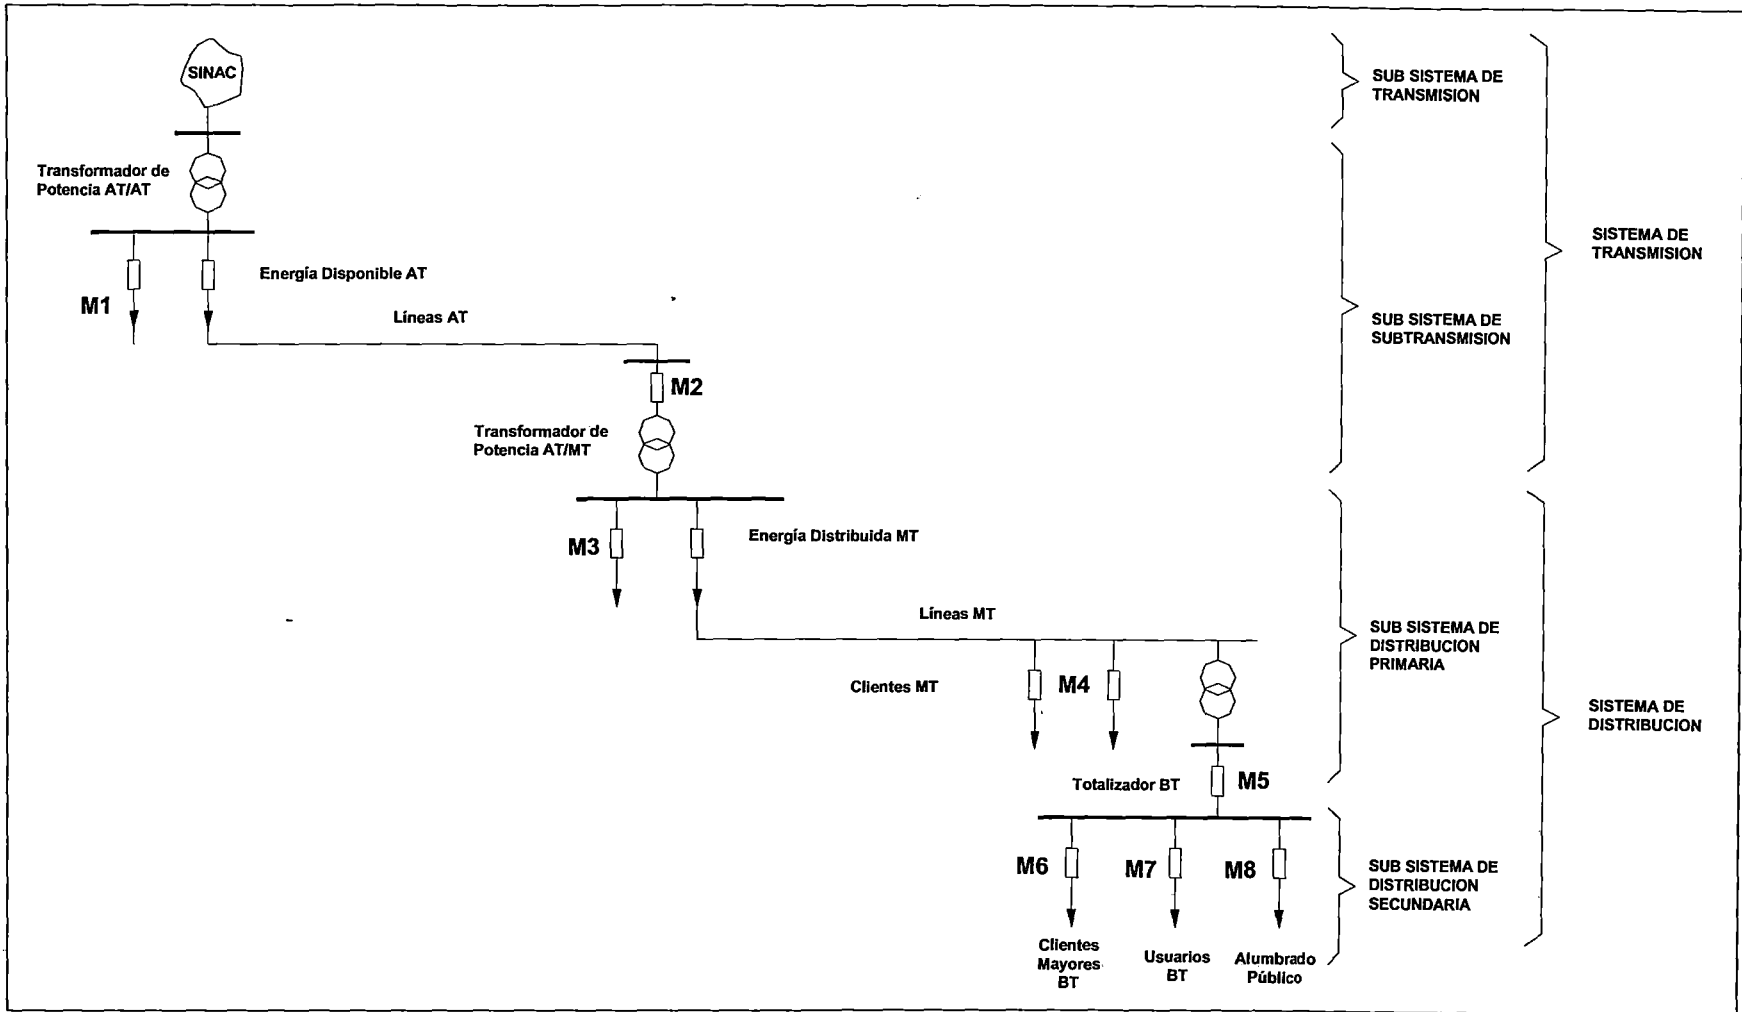 SINAC
SUB SISTEMA DE
TRANSMISION
Transformador de
Potencia AT/AT
SISTEMA DE
TRANSMISION
Energía Disponible AT
M1
Líneas AT
SUB SISTEMA DE
SUBTRANSMISION
M2
Transformador de
Potencia AT/MT
M3
Energía Distribuida MT
Líneas MT
SUB SISTEMA DE
DISTRIBUCION
PRIMARIA
Clientes MT
M4
SISTEMA DE
DISTRIBUCION
Totalizador BT
M5
M6
M7
M8
SUB SISTEMA DE
DISTRIBUCION
SECUNDARIA
Clientes
Mayores
BT
Usuarios
BT
Alumbrado
Público